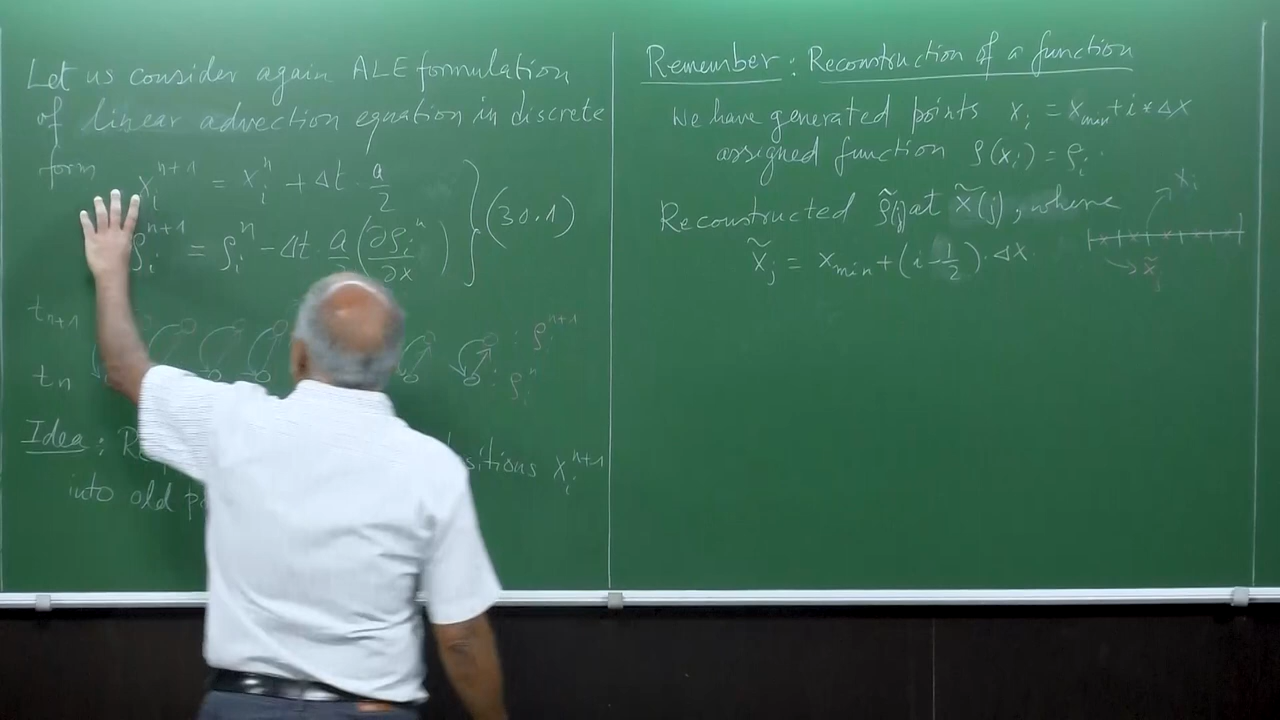 Let us consider again ALE formulation
of linear advection equation in discrete
form
x_i^{n+1} = x_i^n + Δt · a/2
ρ_i^{n+1} = ρ_i^n − Δt · a (∂ρ_i^n/∂x) } (30.1)
t_{n+1} : ρ_i^{n+1}
t_n : ρ_i^n
Idea : x_i^{n+1}
into old
Remember : Reconstruction of a function
We have generated points x_i = x_min + i * Δx
assigned function ρ(x_i) = ρ_i.
Reconstructed ρ̃(j) at x̃(j), where
x̃_j = x_min + (i − 1/2) · Δx.
x_i
x̃_j